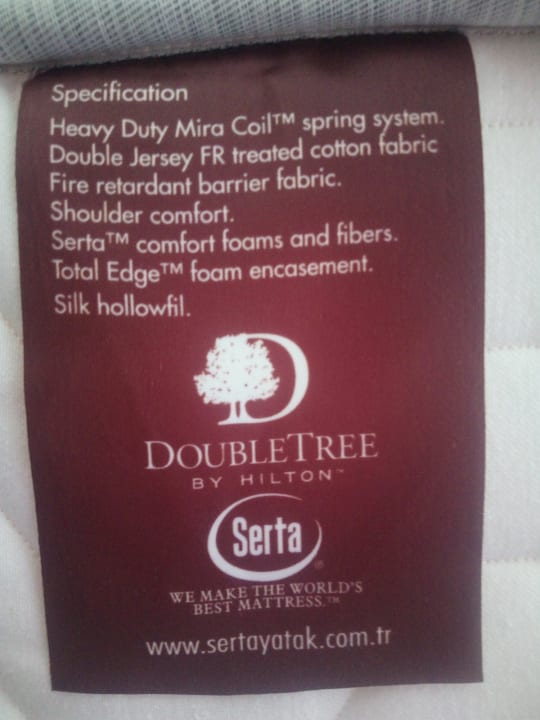 Specification
Heavy Duty Mira Coil™ spring system.
Double Jersey FR treated cotton fabric
Fire retardant barrier fabric.
Shoulder comfort.
Serta™ comfort foams and fibers.
Total Edge™ foam encasement.
Silk hollowfil.
D
DOUBLETREE
BY HILTON™
Serta®
WE MAKE THE WORLD'S
BEST MATTRESS.™
www.sertayatak.com.tr